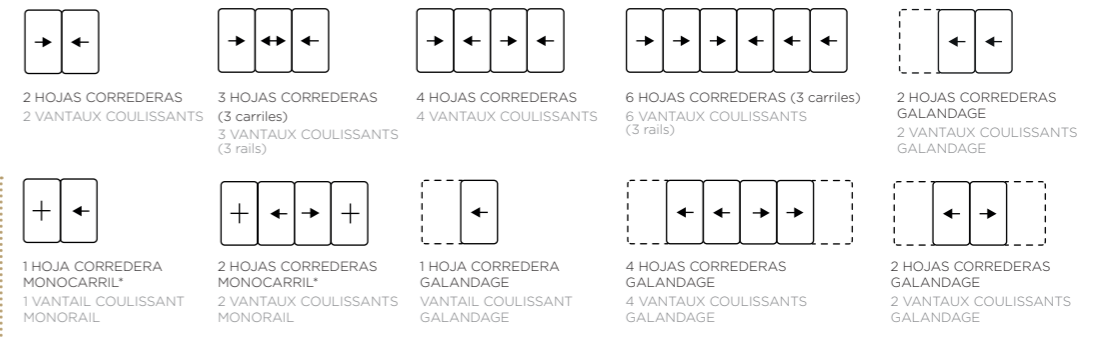 2 HOJAS CORREDERAS
2 VANTAUX COULISSANTS
3 HOJAS CORREDERAS
(3 carriles)
3 VANTAUX COULISSANTS
(3 rails)
4 HOJAS CORREDERAS
4 VANTAUX COULISSANTS
6 HOJAS CORREDERAS (3 carriles)
6 VANTAUX COULISSANTS
(3 rails)
2 HOJAS CORREDERAS
GALANDAGE
2 VANTAUX COULISSANTS
GALANDAGE
1 HOJA CORREDERA
MONOCARRIL*
1 VANTAIL COULISSANT
MONORAIL
2 HOJAS CORREDERAS
MONOCARRIL*
2 VANTAUX COULISSANTS
MONORAIL
1 HOJA CORREDERA
GALANDAGE
VANTAIL COULISSANT
GALANDAGE
4 HOJAS CORREDERAS
GALANDAGE
4 VANTAUX COULISSANTS
GALANDAGE
2 HOJAS CORREDERAS
GALANDAGE
2 VANTAUX COULISSANTS
GALANDAGE